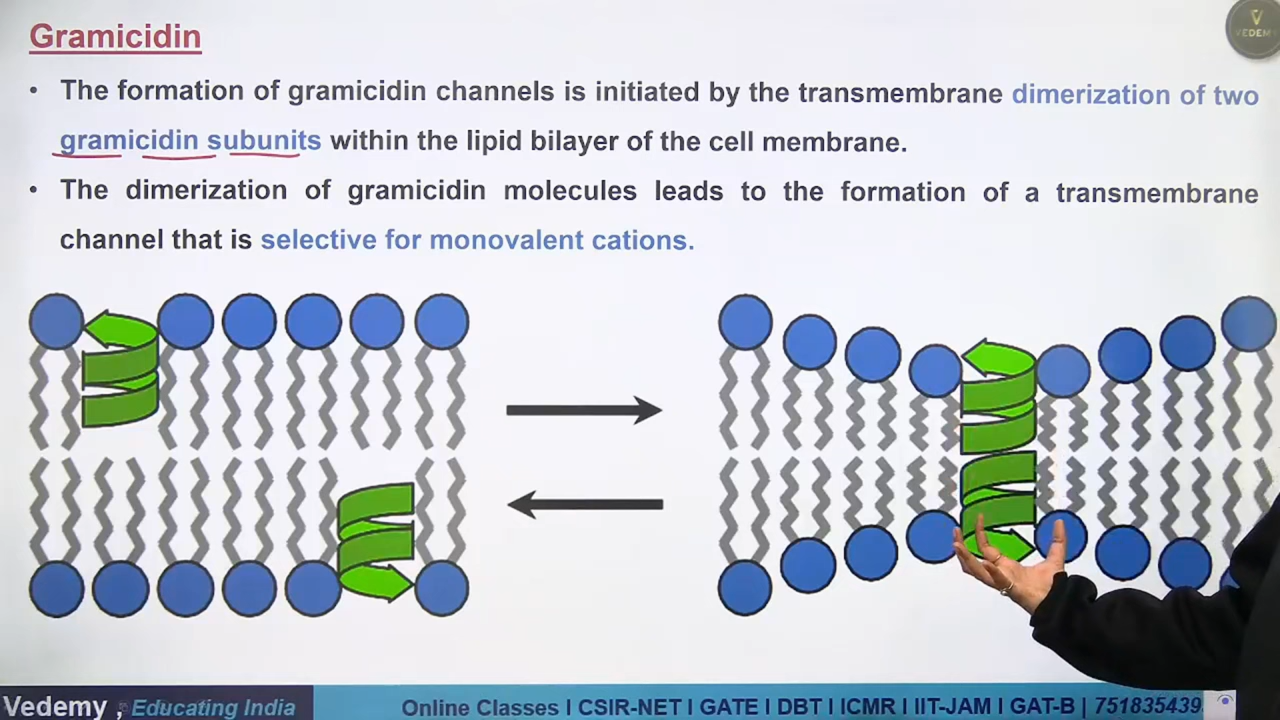 Gramicidin
V
VEDEMY
• The formation of gramicidin channels is initiated by the transmembrane dimerization of two
gramicidin subunits within the lipid bilayer of the cell membrane.
• The dimerization of gramicidin molecules leads to the formation of a transmembrane
channel that is selective for monovalent cations.
Vedemy , Educating India
Online Classes I CSIR-NET I GATE I DBT I ICMR I IIT-JAM I GAT-B | 751835439